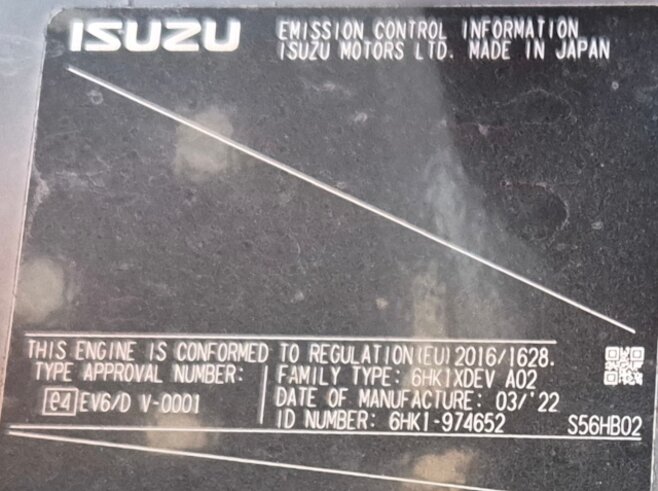 ISUZU
EMISSION CONTROL INFORMATION
ISUZU MOTORS LTD. MADE IN JAPAN
THIS ENGINE IS CONFORMED TO REGULATION(EU)2016/1628.
TYPE APPROVAL NUMBER:
e4 EV6/D V-0001
FAMILY TYPE: 6HK1XDEV A02
DATE OF MANUFACTURE: 03/'22
ID NUMBER: 6HK1-974652
S56HB02